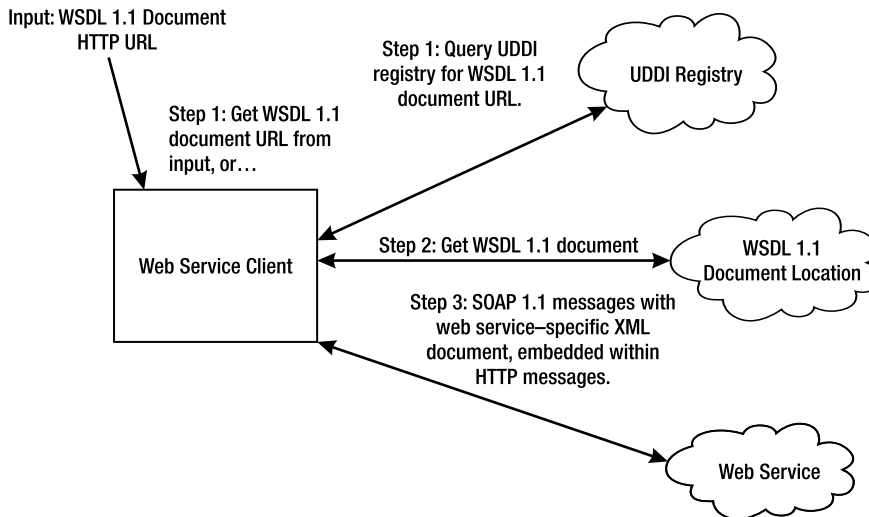 Input: WSDL 1.1 Document
HTTP URL
Step 1: Get WSDL 1.1
document URL from
input, or…
Step 1: Query UDDI
registry for WSDL 1.1
document URL.
UDDI Registry
Web Service Client
Step 2: Get WSDL 1.1 document
WSDL 1.1
Document Location
Step 3: SOAP 1.1 messages with
web service–specific XML
document, embedded within
HTTP messages.
Web Service